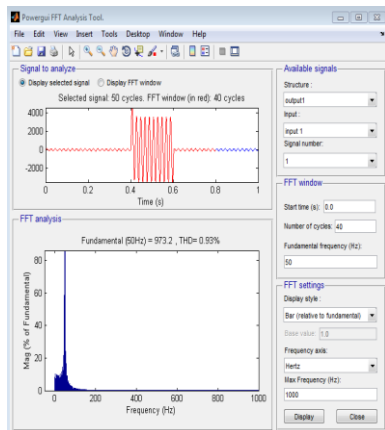 Powergui FFT Analysis Tool.
File Edit View Insert Tools Desktop Window Help
Signal to analyze
Display selected signal Display FFT window
Selected signal: 50 cycles. FFT window (in red): 40 cycles
4000
2000
0
-2000
0 0.2 0.4 0.6 0.8 1
Time (s)
FFT analysis
Fundamental (50Hz) = 973.2 , THD= 0.93%
80
60
40
20
0
Mag (% of Fundamental)
0 200 400 600 800 1000
Frequency (Hz)
Available signals
Structure :
output1
Input :
input 1
Signal number:
1
FFT window
Start time (s): 0.0
Number of cycles: 40
Fundamental frequency (Hz):
50
FFT settings
Display style :
Bar (relative to fundamental)
Base value: 1.0
Frequency axis:
Hertz
Max Frequency (Hz):
1000
Display Close